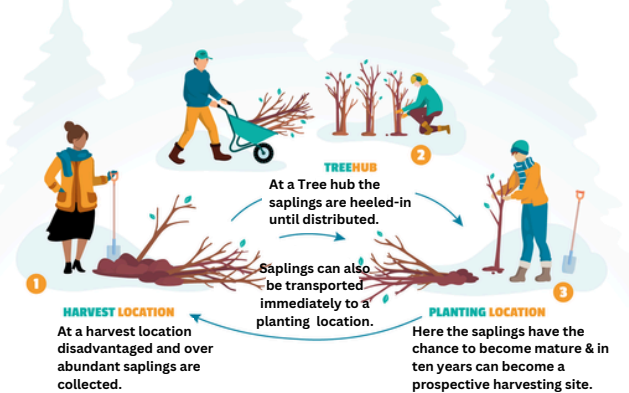 2
TREEHUB
At a Tree hub the
saplings are heeled-in
until distributed.
1
Saplings can also
be transported
immediately to a
planting location.
3
HARVEST LOCATION
At a harvest location
disadvantaged and over
abundant saplings are
collected.
PLANTING LOCATION
Here the saplings have the
chance to become mature & in
ten years can become a
prospective harvesting site.